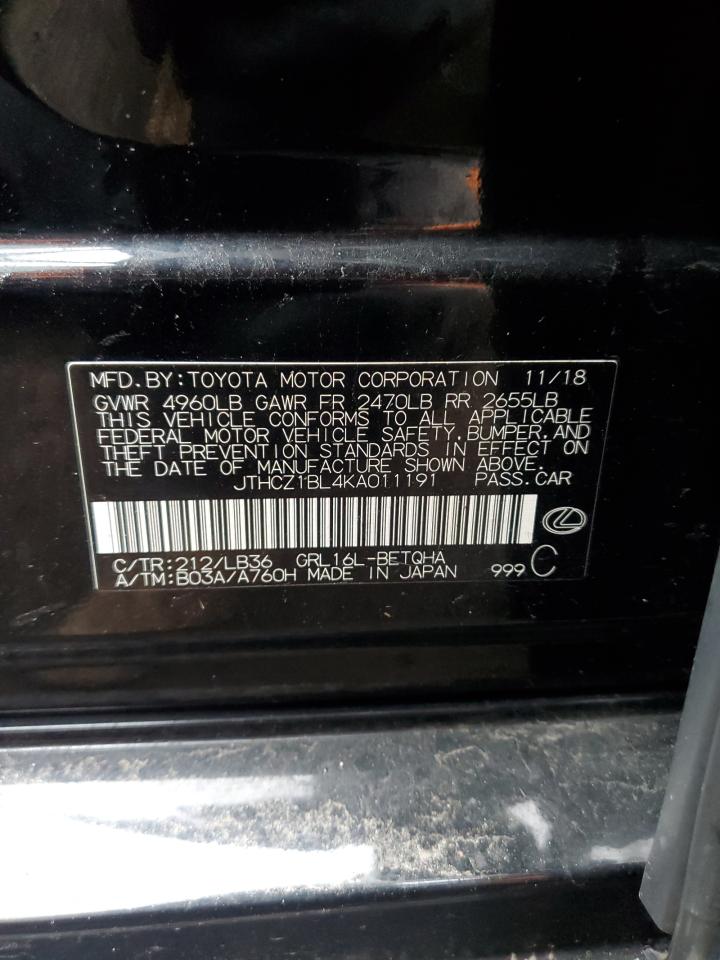 MFD.BY:TOYOTA MOTOR CORPORATION 11/18
GVWR 4960LB GAWR FR 2470LB RR 2655LB
THIS VEHICLE CONFORMS TO ALL APPLICABLE
FEDERAL MOTOR VEHICLE SAFETY,BUMPER,AND
THEFT PREVENTION STANDARDS IN EFFECT ON
THE DATE OF MANUFACTURE SHOWN ABOVE.
JTHCZ1BL4KA011191 PASS.CAR
C/TR:212/LB36 GRL16L-BETQHA
A/TM:B03A/A760H MADE IN JAPAN 999 C